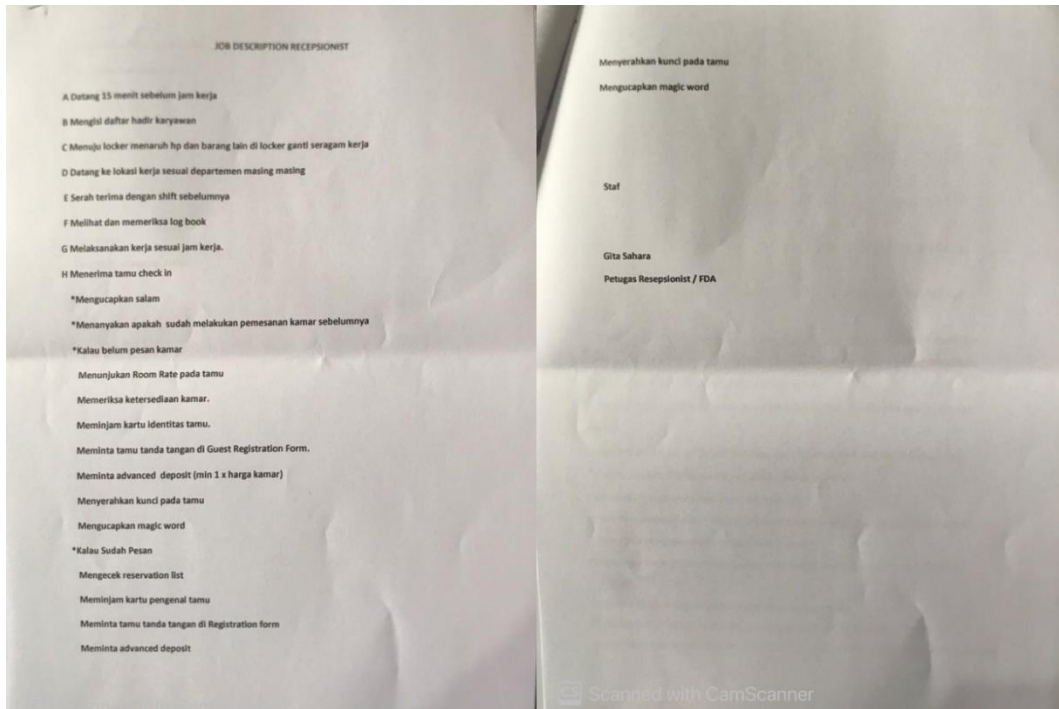 JOB DESCRIPTION RECEPSIONIST
A Datang 15 menit sebelum jam kerja
B Mengisi daftar hadir karyawan
C Menuju locker menaruh hp dan barang lain di locker ganti seragam kerja
D Datang ke lokasi kerja sesuai departemen masing masing
E Serah terima dengan shift sebelumnya
F Melihat dan memeriksa log book
G Melaksanakan kerja sesuai jam kerja.
H Menerima tamu check in
*Mengucapkan salam
*Menanyakan apakah sudah melakukan pemesanan kamar sebelumnya
*Kalau belum pesan kamar
Menunjukan Room Rate pada tamu
Memeriksa ketersediaan kamar.
Meminjam kartu identitas tamu.
Meminta tamu tanda tangan di Guest Registration Form.
Meminta advanced deposit (min 1 x harga kamar)
Menyerahkan kunci pada tamu
Mengucapkan magic word
*Kalau Sudah Pesan
Mengecek reservation list
Meminjam kartu pengenal tamu
Meminta tamu tanda tangan di Registration form
Meminta advanced deposit
Menyerahkan kunci pada tamu
Mengucapkan magic word
Staf
Gita Sahara
Petugas Resepsionist / FDA
CS Scanned with CamScanner